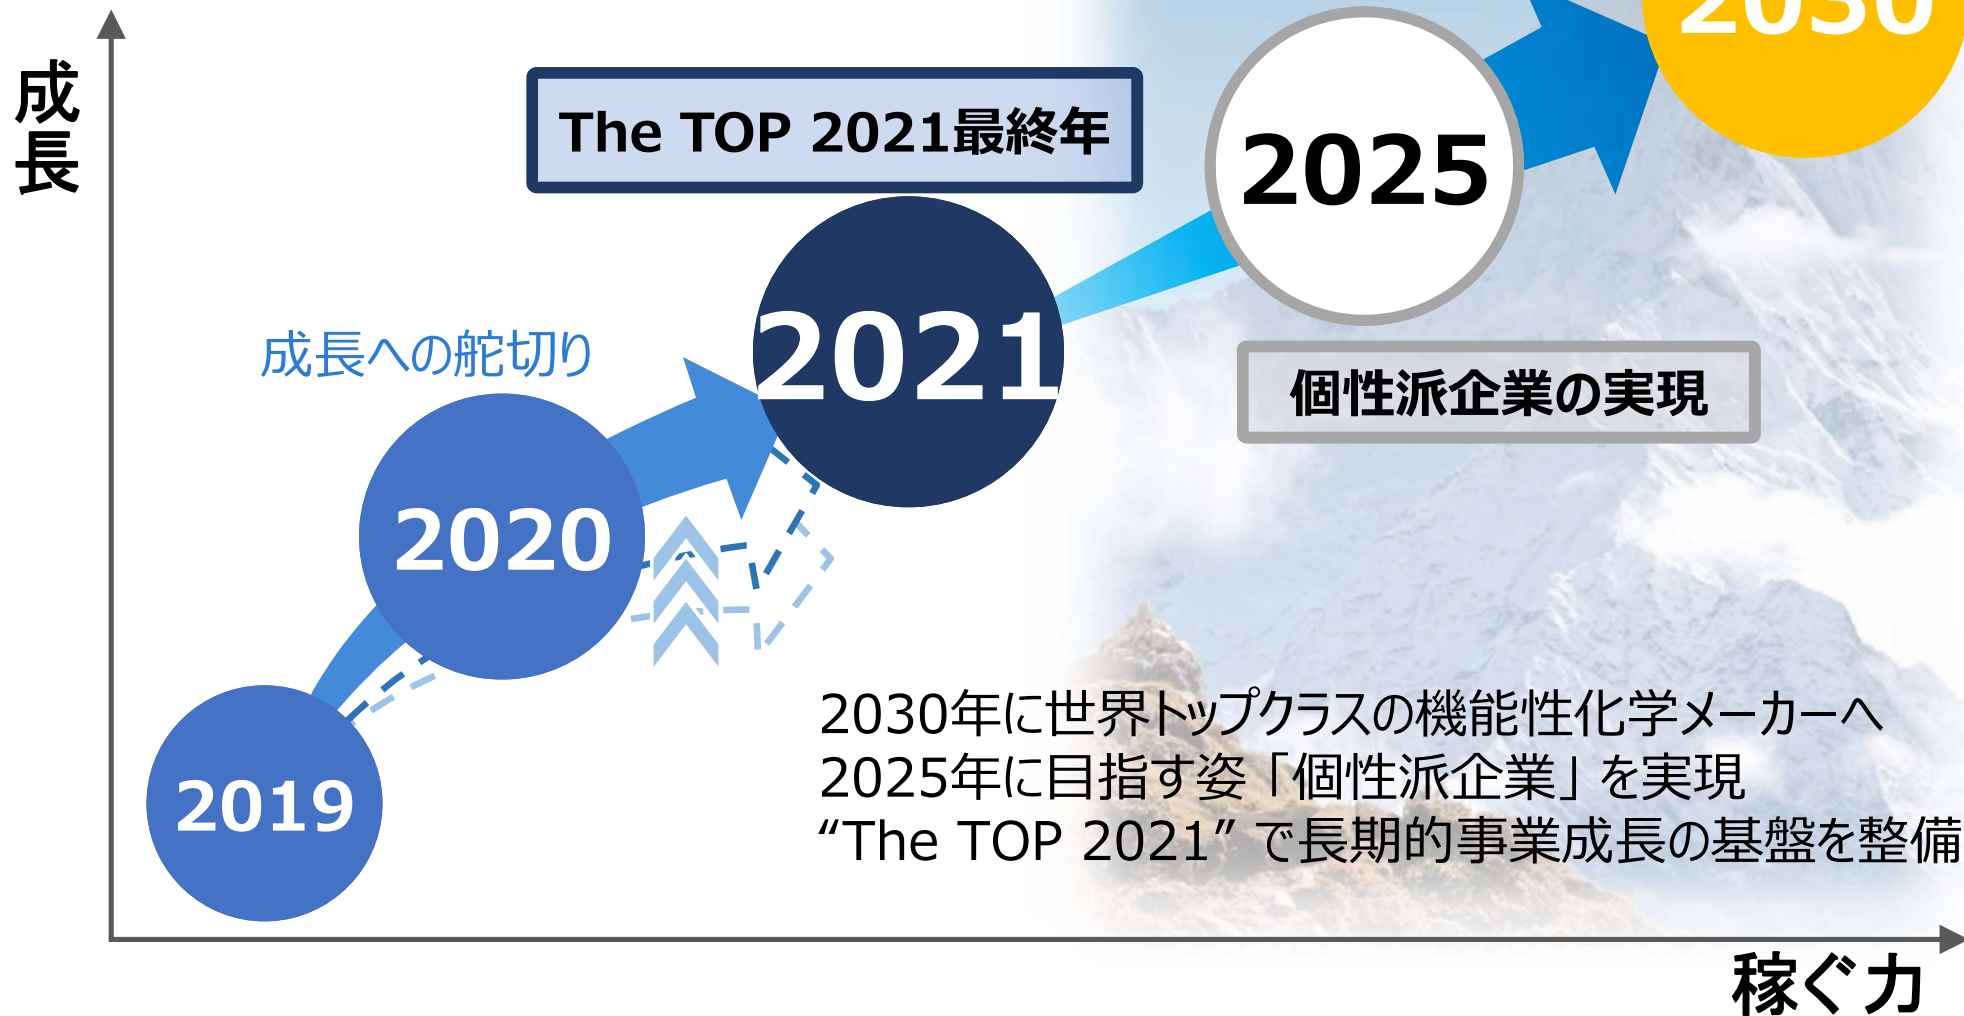 2030
成長
The TOP 2021最終年
2025
2021
成長への舵切り
個性派企業の実現
2020
2019
2030年に世界トップクラスの機能性化学メーカーへ
2025年に目指す姿「個性派企業」を実現
“The TOP 2021” で長期的事業成長の基盤を整備
稼ぐ力